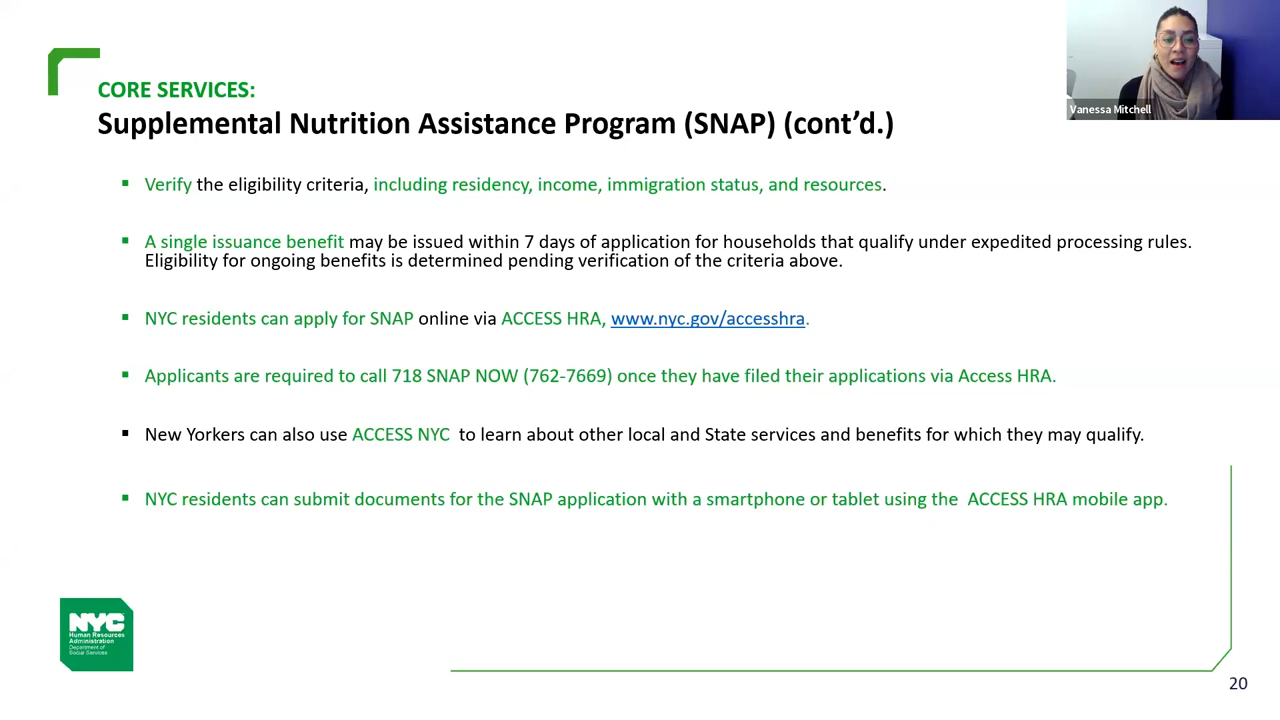 Vanessa Mitchell
CORE SERVICES:
Supplemental Nutrition Assistance Program (SNAP) (cont’d.)
▪ Verify the eligibility criteria, including residency, income, immigration status, and resources.
▪ A single issuance benefit may be issued within 7 days of application for households that qualify under expedited processing rules.
Eligibility for ongoing benefits is determined pending verification of the criteria above.
▪ NYC residents can apply for SNAP online via ACCESS HRA, www.nyc.gov/accesshra.
▪ Applicants are required to call 718 SNAP NOW (762-7669) once they have filed their applications via Access HRA.
▪ New Yorkers can also use ACCESS NYC to learn about other local and State services and benefits for which they may qualify.
▪ NYC residents can submit documents for the SNAP application with a smartphone or tablet using the ACCESS HRA mobile app.
NYC
Human Resources
Administration
Department of
Social Services
20